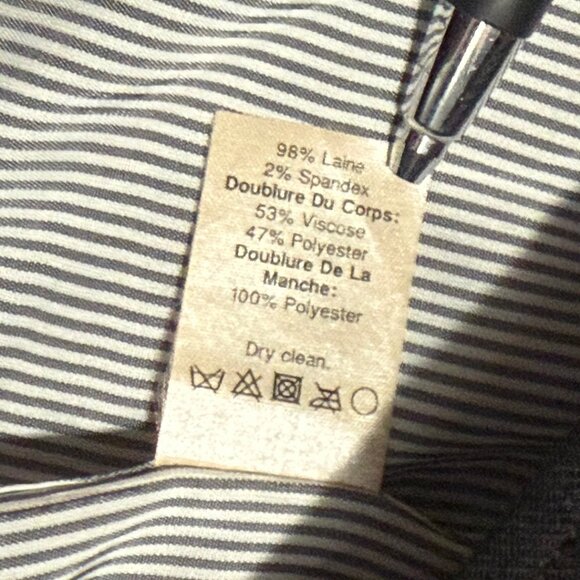 98% Laine
2% Spandex
Doublure Du Corps:
53% Viscose
47% Polyester
Doublure De La
Manche:
100% Polyester
Dry clean.